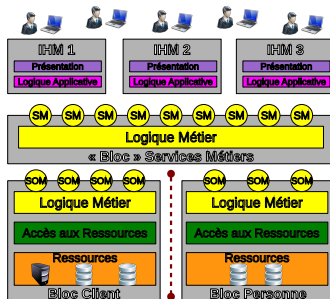 IHM 1
IHM 2
IHM 3
Présentation
Présentation
Présentation
Logique Applicative
Logique Applicative
Logique Applicative
SM SM SM SM SM SM SM SM SM
Logique Métier
« Bloc » Services Métiers
SOM SOM SOM SOM
SOM SOM SOM
Logique Métier
Logique Métier
Accès aux Ressources
Accès aux Ressources
Ressources
Ressources
Bloc Client
Bloc Personne